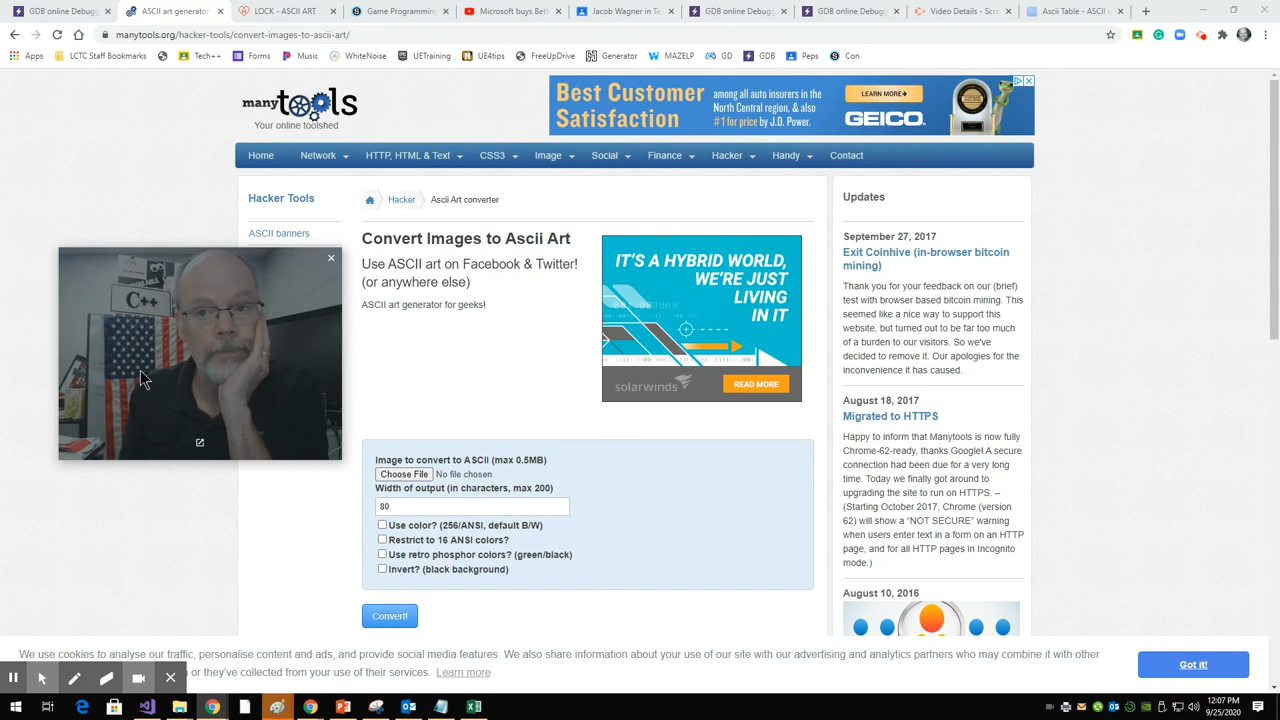 GDB online Debug
ASCII art generator
LOCK - ASCII ART
Game Programming
Microsoft buys Beth
Jacob Wagner in Te
GDB online Debug
GDB online Debug
Video Details - Scre
Ascii Table - ASCII c
manytools.org/hacker-tools/convert-images-to-ascii-art/
Apps
LCTC Staff Bookmarks
Tech++
Forms
Music
WhiteNoise
UETraining
UE4tips
FreeUpDrive
Generator
MAZELP
GD
GDB
Peps
Con
many tools
Your online toolshed
Best Customer
Satisfaction
among all auto insurers in the
North Central region, & also
#1 for price by J.D. Power.
LEARN MORE
GEICO.
Home
Network
HTTP, HTML & Text
CSS3
Image
Social
Finance
Hacker
Handy
Contact
Hacker Tools
ASCII banners
C++
Hacker
Ascii Art converter
Convert Images to Ascii Art
Use ASCII art on Facebook & Twitter!
(or anywhere else)
ASCII art generator for geeks!
IT'S A HYBRID WORLD,
WE'RE JUST
LIVING
IN IT
solarwinds
READ MORE
Image to convert to ASCII (max 0.5MB)
Choose File No file chosen
Width of output (in characters, max 200)
80
Use color? (256/ANSI, default B/W)
Restrict to 16 ANSI colors?
Use retro phosphor colors? (green/black)
Invert? (black background)
Convert!
Updates
September 27, 2017
Exit Coinhive (in-browser bitcoin
mining)
Thank you for your feedback on our (brief)
test with browser based bitcoin mining. This
seemed like a nice way to support this
website, but turned out to be far too much
of a burden to our visitors. So we've
decided to remove it. Our apologies for the
inconvenience it has caused.
August 18, 2017
Migrated to HTTPS
Happy to inform that Manytools is now fully
Chrome-62-ready, thanks Google! A secure
connection had been due for a very long
time. Today we finally got around to
upgrading the site to run on HTTPS. –
(Starting October 2017, Chrome (version
62) will show a “NOT SECURE” warning
when users enter text in a form on an HTTP
page, and for all HTTP pages in Incognito
mode.)
August 10, 2016
We use cookies to analyse our traffic, personalise content and ads, and provide social media features. We also share information about your use of our site with our advertising and analytics partners who may combine it with other
or they've collected from your use of their services. Learn more
Got it!
12:07 PM
9/25/2020